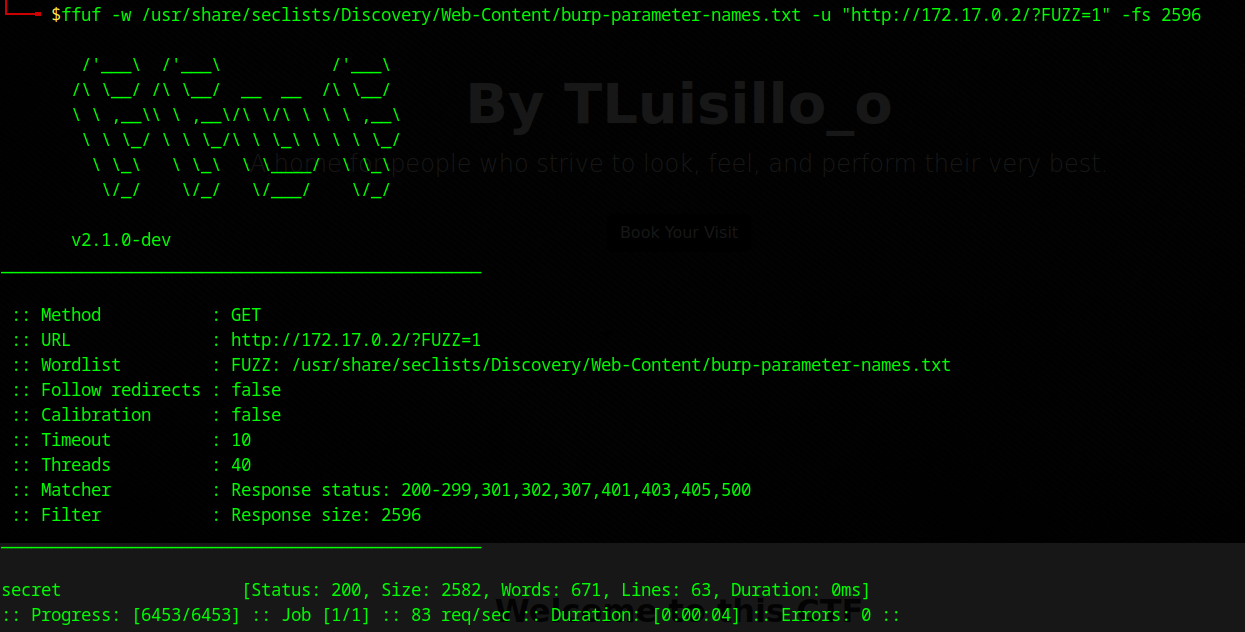 $ffuf -w /usr/share/seclists/Discovery/Web-Content/burp-parameter-names.txt -u "http://172.17.0.2/?FUZZ=1" -fs 2596
        /'___\  /'___\           /'___\
       /\ \__/ /\ \__/  __  __  /\ \__/
       \ \ ,__\\ \ ,__\/\ \/\ \ \ \ ,__\
        \ \ \_/ \ \ \_/\ \ \_\ \ \ \ \_/
         \ \_\   \ \_\  \ \____/  \ \_\
          \/_/    \/_/   \/___/    \/_/
By TLuisillo_o
A home for people who strive to look, feel, and perform their very best.
Book Your Visit
v2.1.0-dev
________________________________________________
:: Method           : GET
:: URL              : http://172.17.0.2/?FUZZ=1
:: Wordlist         : FUZZ: /usr/share/seclists/Discovery/Web-Content/burp-parameter-names.txt
:: Follow redirects : false
:: Calibration      : false
:: Timeout          : 10
:: Threads          : 40
:: Matcher          : Response status: 200-299,301,302,307,401,403,405,500
:: Filter           : Response size: 2596
________________________________________________
secret                  [Status: 200, Size: 2582, Words: 671, Lines: 63, Duration: 0ms]
Welcome to this CTF
:: Progress: [6453/6453] :: Job [1/1] :: 83 req/sec :: Duration: [0:00:04] :: Errors: 0 ::